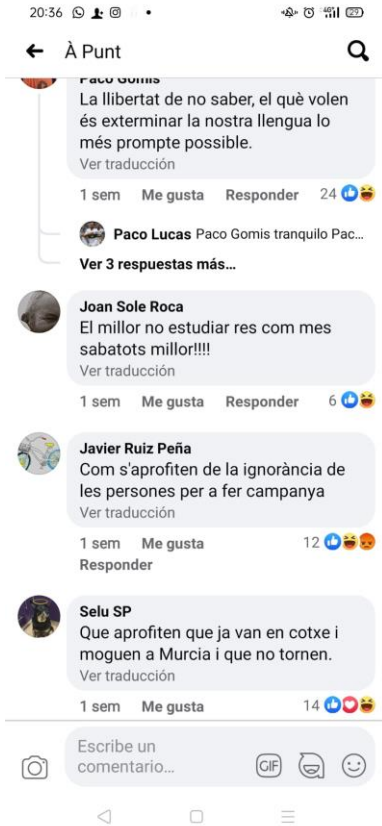 20:36
À Punt
Paco Gomis
La llibertat de no saber, el què volen
és exterminar la nostra llengua lo
més prompte possible.
Ver traducción
1 sem Me gusta Responder 24
Paco Lucas Paco Gomis tranquilo Pac...
Ver 3 respuestas más...
Joan Sole Roca
El millor no estudiar res com mes
sabatots millor!!!!
Ver traducción
1 sem Me gusta Responder 6
Javier Ruiz Peña
Com s'aprofiten de la ignorància de
les persones per a fer campanya
Ver traducción
1 sem Me gusta 12
Responder
Selu SP
Que aprofiten que ja van en cotxe i
moguen a Murcia i que no tornen.
Ver traducción
1 sem Me gusta 14
Escribe un
comentario...
GIF